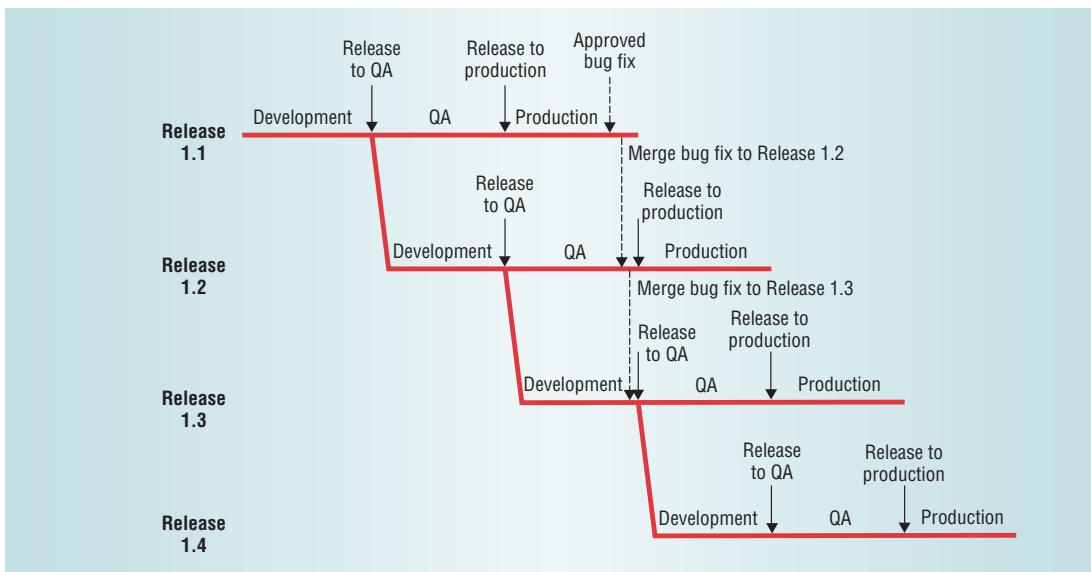 Release
to QA
Release to
production
Approved
bug fix
Development
QA
Production
Release
1.1
Merge bug fix to Release 1.2
Release
to QA
Release to
production
Development
QA
Production
Release
1.2
Merge bug fix to Release 1.3
Release
to QA
Release to
production
Development
QA
Production
Release
1.3
Release
to QA
Release to
production
Development
QA
Production
Release
1.4